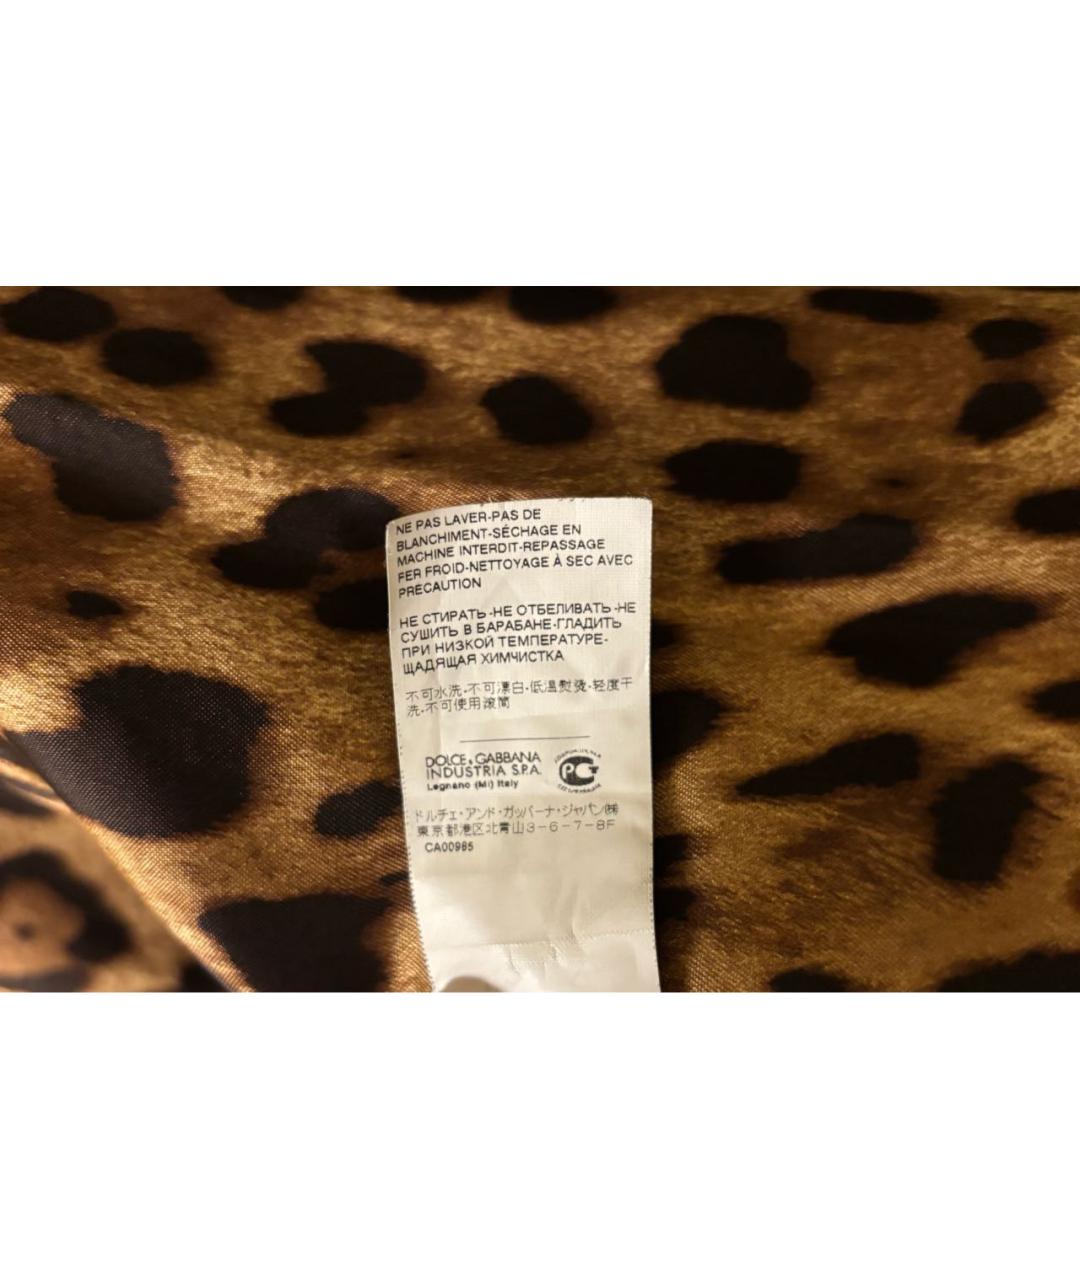 NE PAS LAVER-PAS DE
BLANCHIMENT-SÉCHAGE EN
MACHINE INTERDIT-REPASSAGE
FER FROID-NETTOYAGE À SEC AVEC
PRECAUTION
НЕ СТИРАТЬ-НЕ ОТБЕЛИВАТЬ-НЕ
СУШИТЬ В БАРАБАНЕ-ГЛАДИТЬ
ПРИ НИЗКОЙ ТЕМПЕРАТУРЕ-
ЩАДЯЩАЯ ХИМЧИСТКА
不可水洗-不可漂白-低温熨烫-轻度干
洗-不可使用滚筒
DOLCE & GABBANA
INDUSTRIA S.P.A.
Legnano (Mi) Italy
ドルチェ・アンド・ガッバーナ・ジャパン㈱
東京都港区北青山3-6-7-8F
CA00985